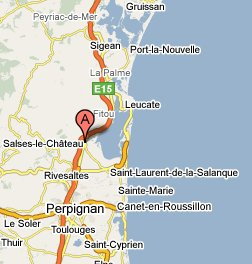 Gruissan
Peyriac-de-Mer
Sigean
Port-la-Nouvelle
La Palme
E15
Leucate
Fitou
A
Salses-le-Château
Saint-Laurent-de-la-Salanque
Rivesaltes
Sainte-Marie
Perpignan
Canet-en-Roussillon
Le Soler
Toulouges
Thuir
Saint-Cyprien
Elne